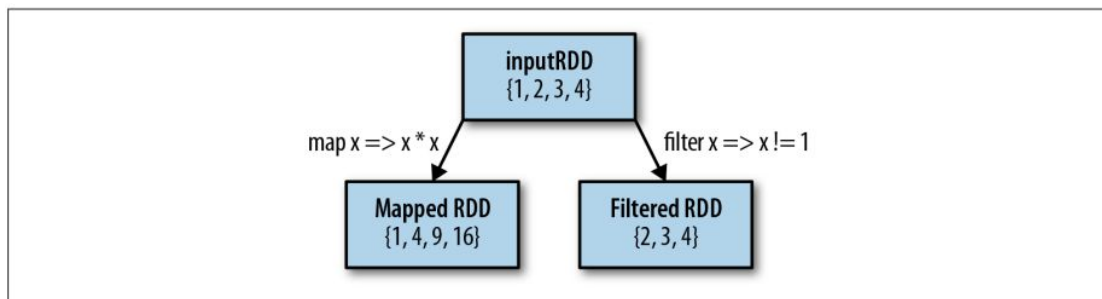 inputRDD
{1, 2, 3, 4}
map x => x * x
filter x => x != 1
Mapped RDD
{1, 4, 9, 16}
Filtered RDD
{2, 3, 4}